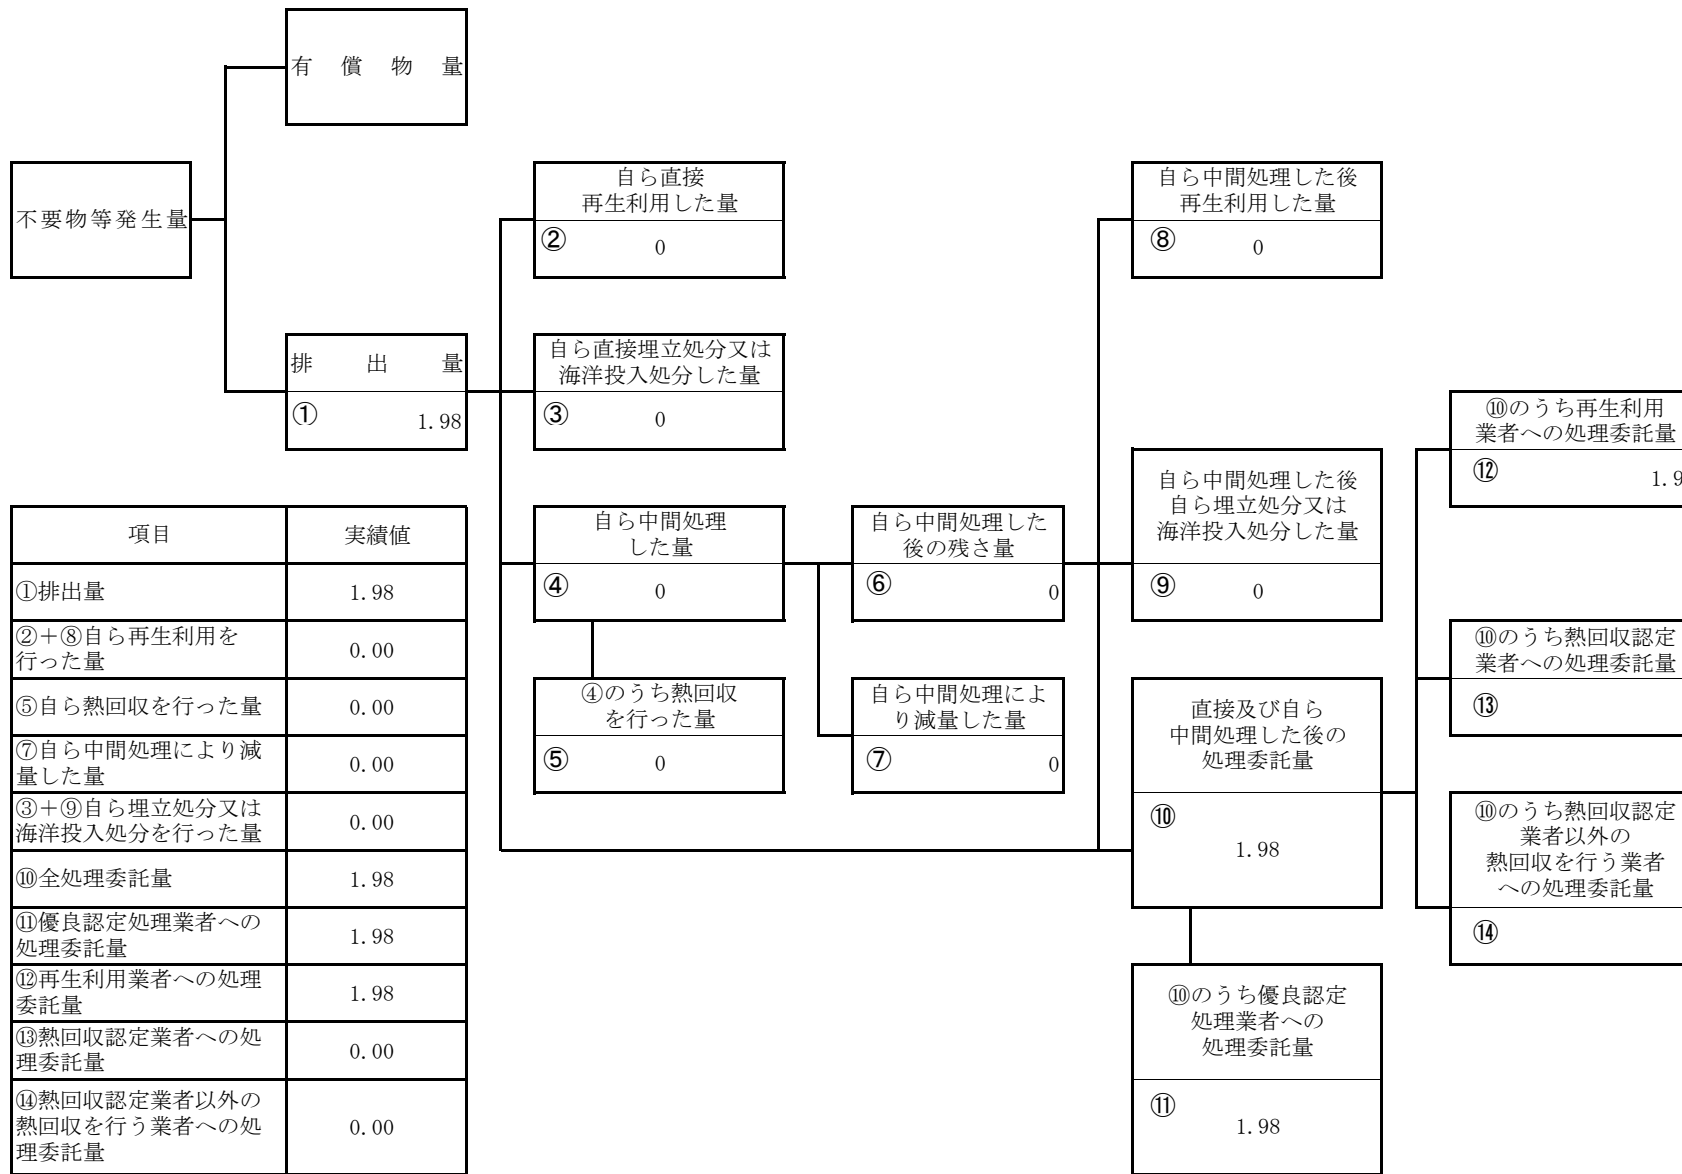 有償物量
不要物等発生量
排出量
①
1.98
自ら直接
再生利用した量
②
0
自ら直接埋立処分又は
海洋投入処分した量
③
0
自ら中間処理
した量
④
0
④のうち熱回収
を行った量
⑤
0
自ら中間処理した
後の残さ量
⑥
0
自ら中間処理によ
り減量した量
⑦
0
自ら中間処理した後
再生利用した量
⑧
0
自ら中間処理した後
自ら埋立処分又は
海洋投入処分した量
⑨
0
直接及び自ら
中間処理した後の
処理委託量
⑩
1.98
⑩のうち優良認定
処理業者への
処理委託量
⑪
1.98
⑩のうち再生利用
業者への処理委託量
⑫
1.9
⑩のうち熱回収認定
業者への処理委託量
⑬
⑩のうち熱回収認定
業者以外の
熱回収を行う業者
への処理委託量
⑭
項目 実績値
①排出量 1.98
②＋⑧自ら再生利用を
行った量 0.00
⑤自ら熱回収を行った量 0.00
⑦自ら中間処理により減
量した量 0.00
③＋⑨自ら埋立処分又は
海洋投入処分を行った量 0.00
⑩全処理委託量 1.98
⑪優良認定処理業者への
処理委託量 1.98
⑫再生利用業者への処理
委託量 1.98
⑬熱回収認定業者への処
理委託量 0.00
⑭熱回収認定業者以外の
熱回収を行う業者への処
理委託量 0.00